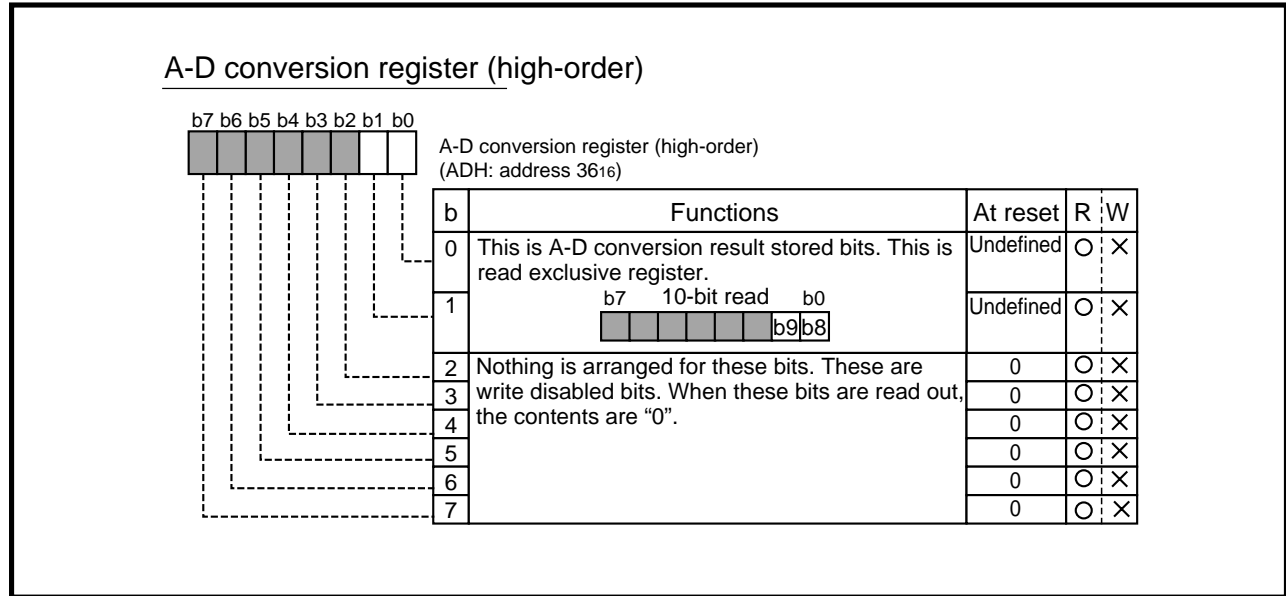 A-D conversion register (high-order)
b7 b6 b5 b4 b3 b2 b1 b0
A-D conversion register (high-order)
(ADH: address 3616)
b Functions At reset R W
0 This is A-D conversion result stored bits. This is Undefined ○ ×
read exclusive register.
b7 10-bit read b0
1 Undefined ○ ×
b9 b8
2 Nothing is arranged for these bits. These are 0 ○ ×
3 write disabled bits. When these bits are read out, 0 ○ ×
4 the contents are “0”. 0 ○ ×
5 0 ○ ×
6 0 ○ ×
7 0 ○ ×